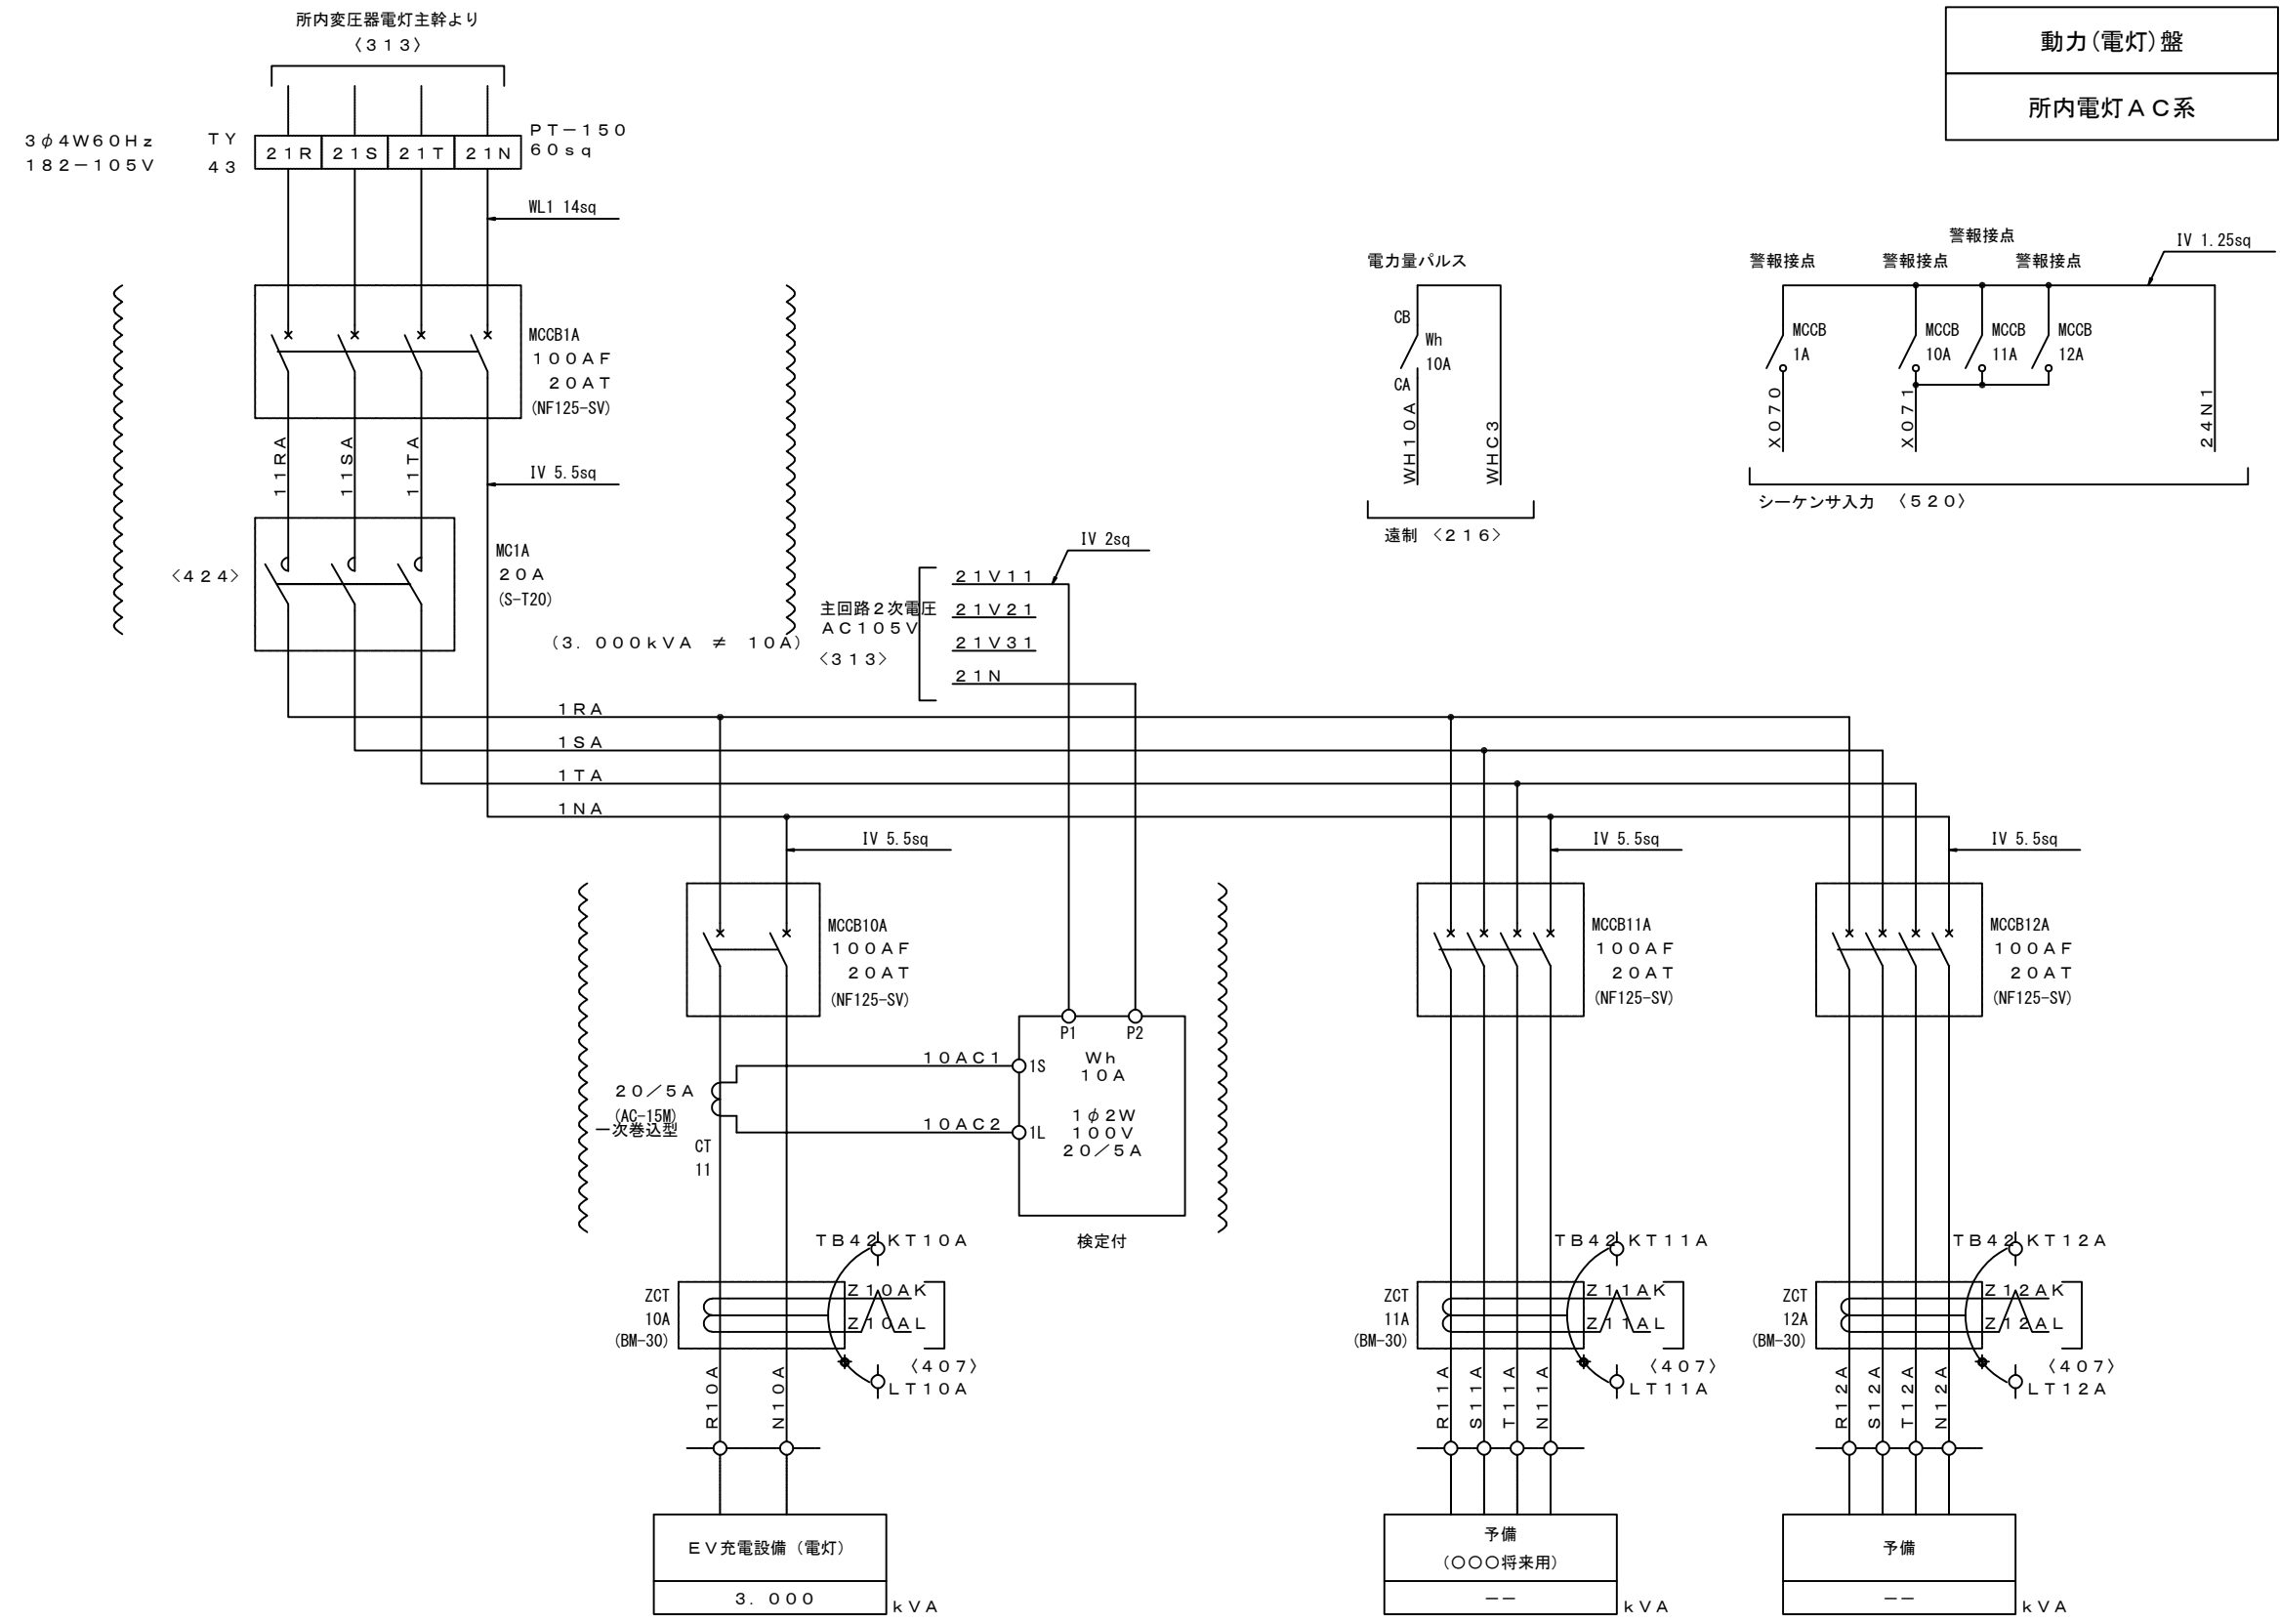 所内変圧器電灯主幹より
〈３１３〉
動力(電灯)盤
所内電灯ＡＣ系
３φ４Ｗ６０Ｈｚ
１８２－１０５Ｖ
ＴＹ
４３
２１Ｒ ２１Ｓ ２１Ｔ ２１Ｎ
ＰＴ－１５０
６０ｓｑ
WL1 14sq
MCCB1A
１００ＡＦ
２０ＡＴ
(NF125-SV)
１１ＲＡ
１１ＳＡ
１１ＴＡ
IV 5.5sq
〈４２４〉
MC1A
２０Ａ
(S-T20)
（３．０００ｋＶＡ ≠ １０Ａ）
電力量パルス
CB
Wh
10A
CA
ＷＨ１０Ａ
ＷＨＣ３
遠制 〈２１６〉
警報接点
警報接点
警報接点
警報接点
IV 1.25sq
MCCB
1A
MCCB
10A
MCCB
11A
MCCB
12A
Ｘ０７０
Ｘ０７１
２４Ｎ１
シーケンサ入力 〈５２０〉
IV 2sq
主回路２次電圧
ＡＣ１０５Ｖ
〈３１３〉
２１Ｖ１１
２１Ｖ２１
２１Ｖ３１
２１Ｎ
１ＲＡ
１ＳＡ
１ＴＡ
１ＮＡ
IV 5.5sq
IV 5.5sq
IV 5.5sq
MCCB10A
１００ＡＦ
２０ＡＴ
(NF125-SV)
MCCB11A
１００ＡＦ
２０ＡＴ
(NF125-SV)
MCCB12A
１００ＡＦ
２０ＡＴ
(NF125-SV)
P1 P2
Ｗｈ
１０Ａ
１φ２Ｗ
１００Ｖ
２０／５Ａ
1S
1L
検定付
１０ＡＣ１
１０ＡＣ２
２０／５Ａ
(AC-15M)
一次巻込型
CT
11
ＴＢ４２ ＫＴ１０Ａ
ZCT
10A
(BM-30)
Ｚ１０ＡＫ
Ｚ１０ＡＬ
〈４０７〉
ＬＴ１０Ａ
Ｒ１０Ａ
Ｎ１０Ａ
ＴＢ４２ ＫＴ１１Ａ
ZCT
11A
(BM-30)
Ｚ１１ＡＫ
Ｚ１１ＡＬ
〈４０７〉
ＬＴ１１Ａ
Ｒ１１Ａ
Ｓ１１Ａ
Ｔ１１Ａ
Ｎ１１Ａ
ＴＢ４２ ＫＴ１２Ａ
ZCT
12A
(BM-30)
Ｚ１２ＡＫ
Ｚ１２ＡＬ
〈４０７〉
ＬＴ１２Ａ
Ｒ１２Ａ
Ｓ１２Ａ
Ｔ１２Ａ
Ｎ１２Ａ
ＥＶ充電設備（電灯）
３．０００
ｋＶＡ
予備
（○○○将来用）
－－
ｋＶＡ
予備
－－
ｋＶＡ